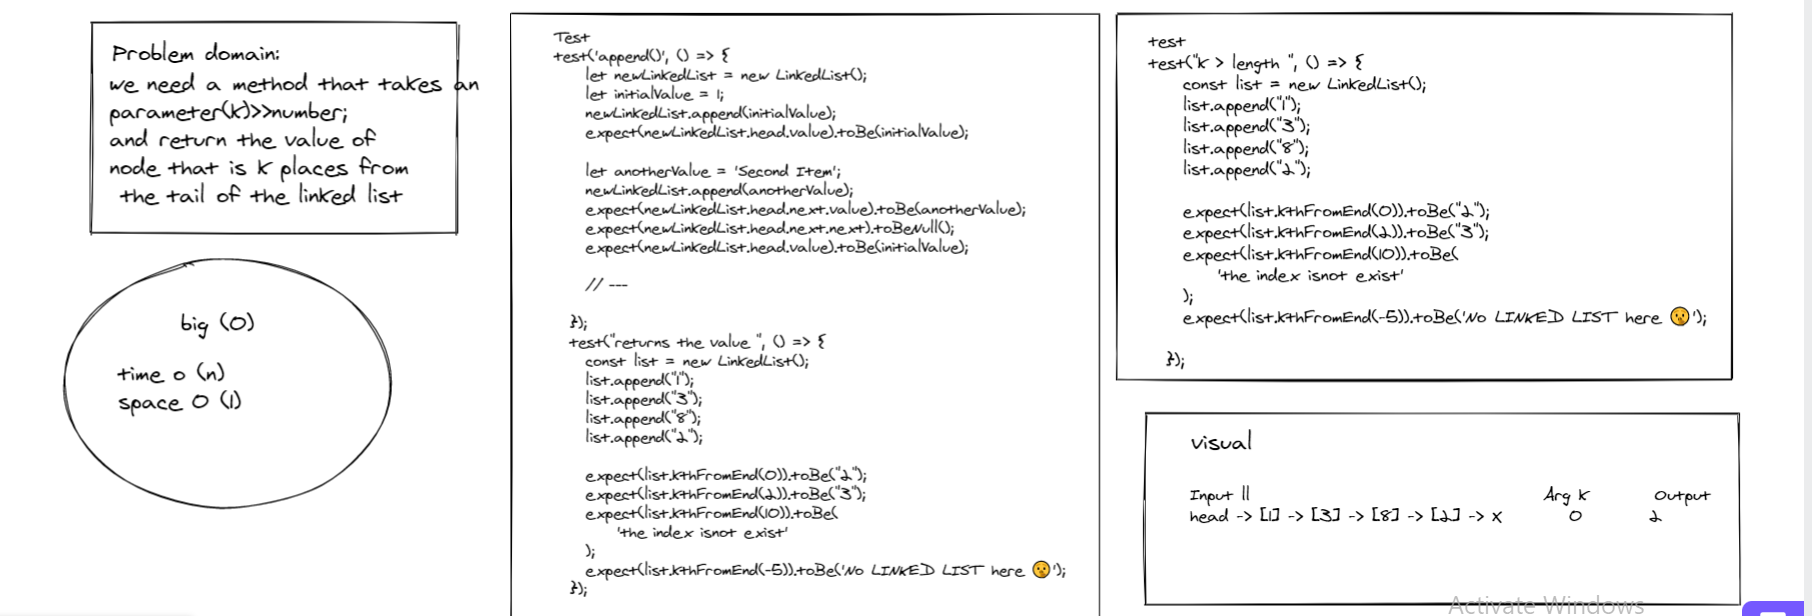 Problem domain:
we need a method that takes an
parameter(k)>>number;
and return the value of
node that is k places from
the tail of the linked list
big (O)
time o (n)
space O (1)
Test
test('append()', () => {
let newLinkedList = new LinkedList();
let initialValue = 1;
newLinkedList.append(initialValue);
expect(newLinkedList.head.value).toBe(initialValue);
let anotherValue = 'Second Item';
newLinkedList.append(anotherValue);
expect(newLinkedList.head.next.value).toBe(anotherValue);
expect(newLinkedList.head.next.next).toBeNull();
expect(newLinkedList.head.value).toBe(initialValue);
// ---
});
test("returns the value ", () => {
const list = new LinkedList();
list.append("1");
list.append("3");
list.append("8");
list.append("2");
expect(list.kthFromEnd(0)).toBe("2");
expect(list.kthFromEnd(2)).toBe("3");
expect(list.kthFromEnd(10)).toBe(
'the index isnot exist'
);
expect(list.kthFromEnd(-5)).toBe('No LINKED LIST here 🤫');
});
test
test("k > length ", () => {
const list = new LinkedList();
list.append("1");
list.append("3");
list.append("8");
list.append("2");
expect(list.kthFromEnd(0)).toBe("2");
expect(list.kthFromEnd(2)).toBe("3");
expect(list.kthFromEnd(10)).toBe(
'the index isnot exist'
);
expect(list.kthFromEnd(-5)).toBe('No LINKED LIST here 🤫');
});
visual
Input ll Arg k Output
head -> [1] -> [3] -> [8] -> [2] -> X 0 2
Activate Windows